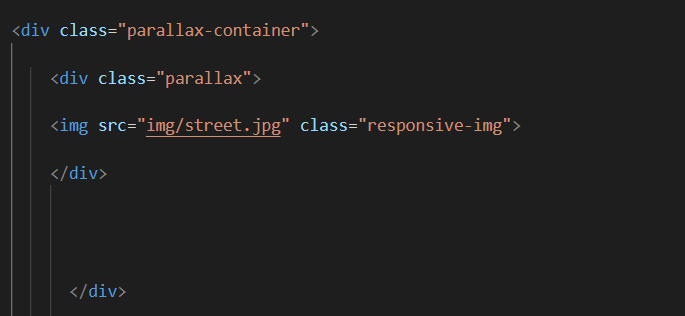 <div class="parallax-container">
<div class="parallax">
<img src="img/street.jpg" class="responsive-img">
</div>
</div>